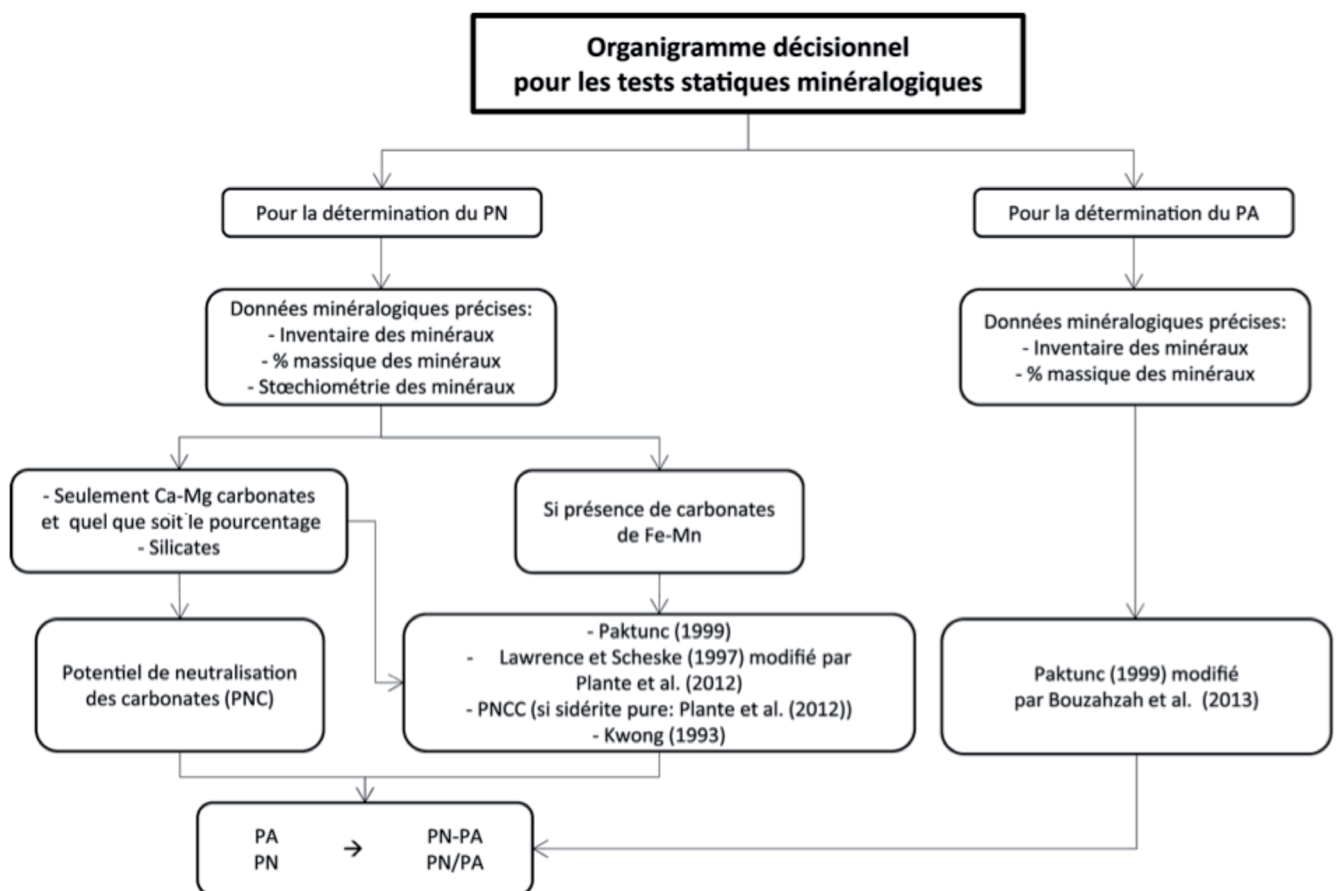 Organigramme décisionnel
pour les tests statiques minéralogiques
Pour la détermination du PN
Pour la détermination du PA
Données minéralogiques précises:
- Inventaire des minéraux
- % massique des minéraux
- Stœchiométrie des minéraux
Données minéralogiques précises:
- Inventaire des minéraux
- % massique des minéraux
- Seulement Ca-Mg carbonates
et quel que soit le pourcentage
- Silicates
Si présence de carbonates
de Fe-Mn
Potentiel de neutralisation
des carbonates (PNC)
- Paktunc (1999)
- Lawrence et Scheske (1997) modifié par
Plante et al. (2012)
- PNCC (si sidérite pure: Plante et al. (2012))
- Kwong (1993)
Paktunc (1999) modifié
par Bouzahzah et al. (2013)
PA → PN-PA
PN PN/PA